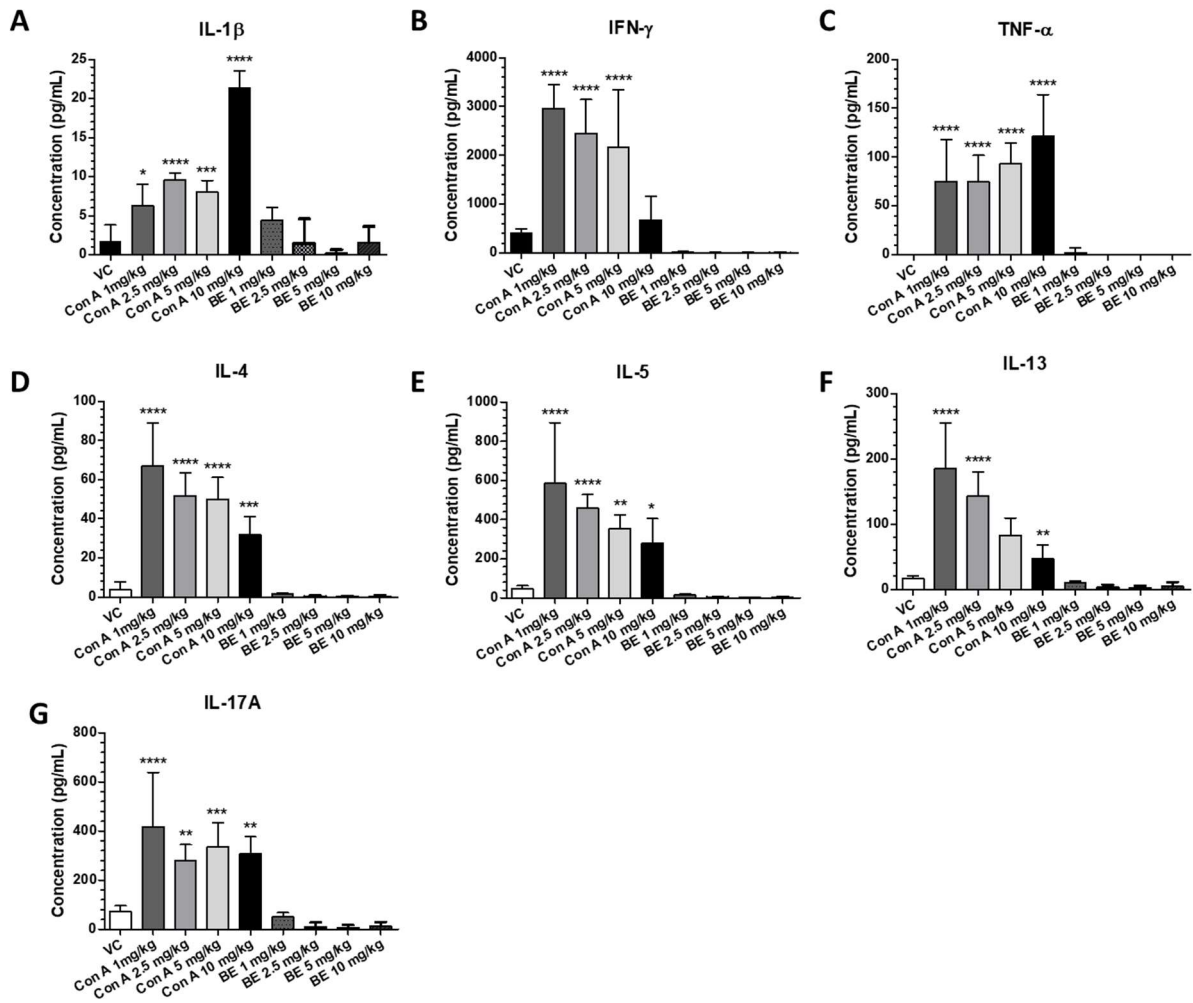 A
IL-1β
Concentration (pg/mL)
25
20
15
10
5
0
*
****
***
****
VC
Con A 1mg/kg
Con A 2.5 mg/kg
Con A 5 mg/kg
Con A 10 mg/kg
BE 1 mg/kg
BE 2.5 mg/kg
BE 5 mg/kg
BE 10 mg/kg
B
IFN-γ
Concentration (pg/mL)
4000
3000
2000
1000
0
****
****
****
VC
Con A 1mg/kg
Con A 2.5 mg/kg
Con A 5 mg/kg
Con A 10 mg/kg
BE 1 mg/kg
BE 2.5 mg/kg
BE 5 mg/kg
BE 10 mg/kg
C
TNF-α
Concentration (pg/mL)
200
150
100
50
0
****
****
****
****
VC
Con A 1mg/kg
Con A 2.5 mg/kg
Con A 5 mg/kg
Con A 10 mg/kg
BE 1 mg/kg
BE 2.5 mg/kg
BE 5 mg/kg
BE 10 mg/kg
D
IL-4
Concentration (pg/mL)
100
80
60
40
20
0
****
****
****
***
VC
Con A 1mg/kg
Con A 2.5 mg/kg
Con A 5 mg/kg
Con A 10 mg/kg
BE 1 mg/kg
BE 2.5 mg/kg
BE 5 mg/kg
BE 10 mg/kg
E
IL-5
Concentration (pg/mL)
1000
800
600
400
200
0
****
****
**
*
VC
Con A 1mg/kg
Con A 2.5 mg/kg
Con A 5 mg/kg
Con A 10 mg/kg
BE 1 mg/kg
BE 2.5 mg/kg
BE 5 mg/kg
BE 10 mg/kg
F
IL-13
Concentration (pg/mL)
300
200
100
0
****
****
**
VC
Con A 1mg/kg
Con A 2.5 mg/kg
Con A 5 mg/kg
Con A 10 mg/kg
BE 1 mg/kg
BE 2.5 mg/kg
BE 5 mg/kg
BE 10 mg/kg
G
IL-17A
Concentration (pg/mL)
800
600
400
200
0
****
**
***
**
VC
Con A 1mg/kg
Con A 2.5 mg/kg
Con A 5 mg/kg
Con A 10 mg/kg
BE 1 mg/kg
BE 2.5 mg/kg
BE 5 mg/kg
BE 10 mg/kg